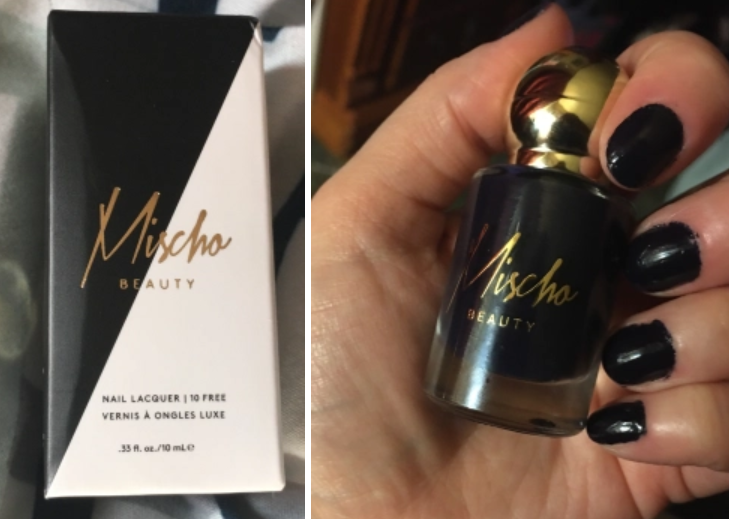 Mischo
BEAUTY
NAIL LACQUER | 10 FREE
VERNIS À ONGLES LUXE
.33 fl. oz./10 mL℮
Mischo
BEAUTY